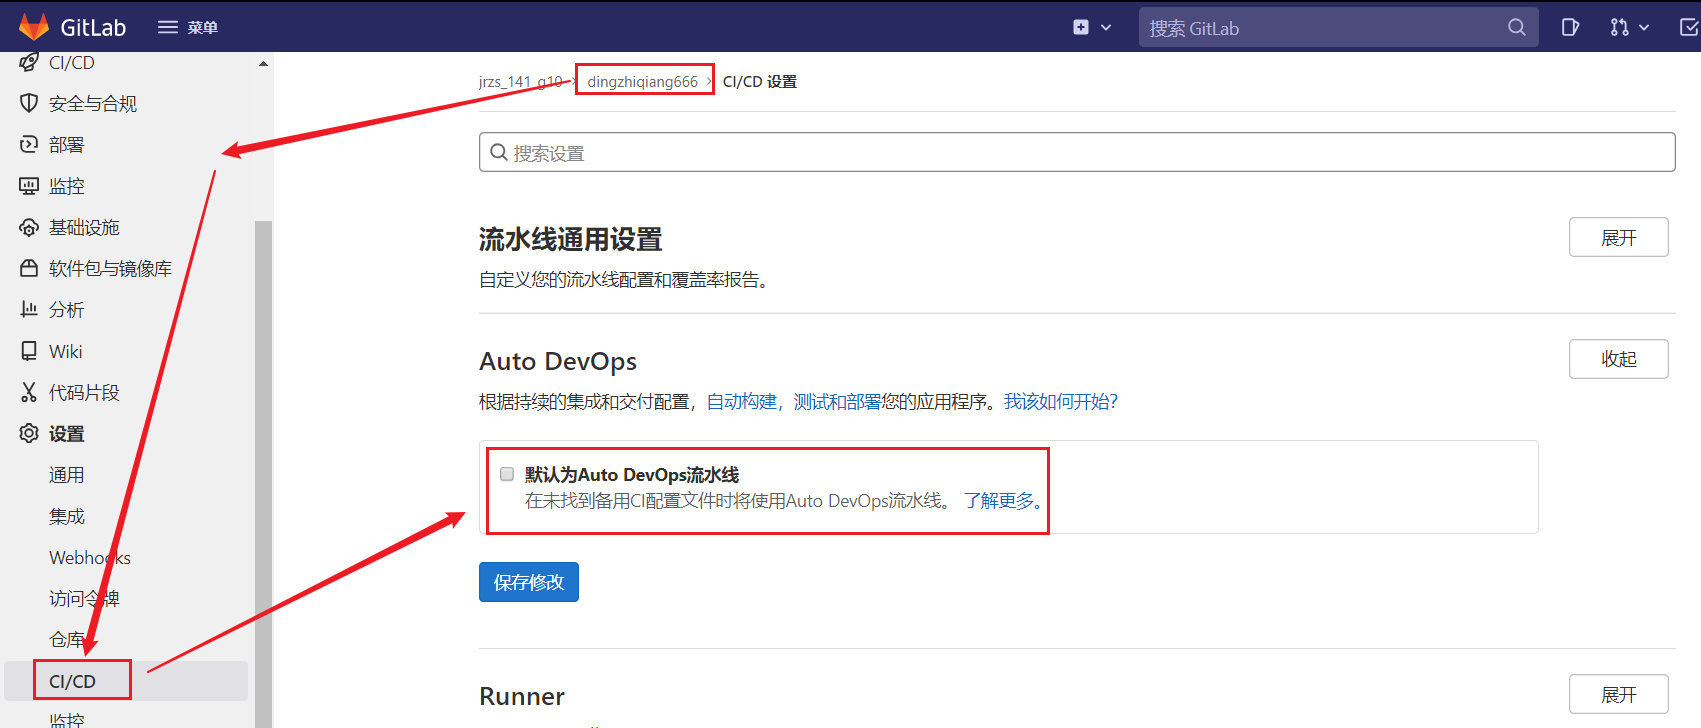 GitLab 菜单 搜索 GitLab
CI/CD
安全与合规
部署
监控
基础设施
软件包与镜像库
分析
Wiki
代码片段
设置
通用
集成
Webhooks
访问令牌
仓库
CI/CD
监控
jrzs_141_g10 › dingzhiqiang666 › CI/CD 设置
搜索设置
流水线通用设置
展开
自定义您的流水线配置和覆盖率报告。
Auto DevOps
收起
根据持续的集成和交付配置，自动构建，测试和部署您的应用程序。我该如何开始？
默认为Auto DevOps流水线
在未找到备用CI配置文件时将使用Auto DevOps流水线。 了解更多。
保存修改
Runner
展开